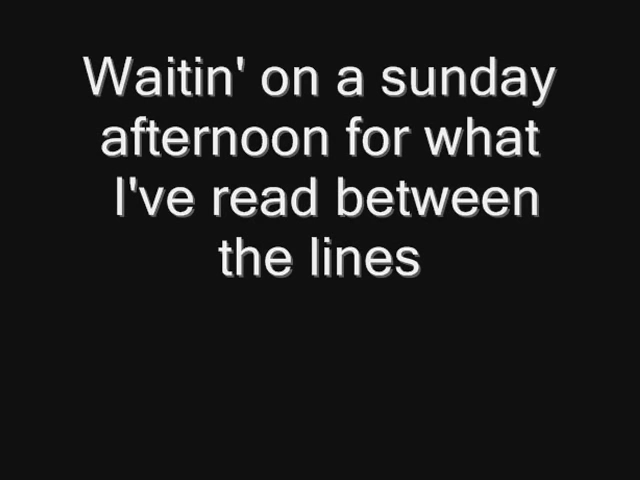 Waitin' on a sunday
afternoon for what
I've read between
the lines